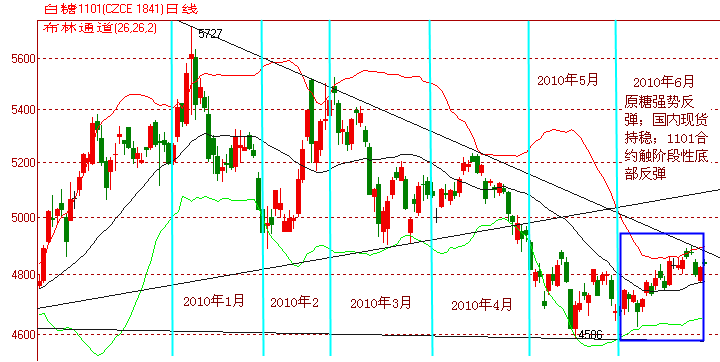 白糖1101(CZCE 1841)日线
布林通道(26,26,2)
5727
5600
2010年5月
2010年6月
原糖强势反
弹；国内现货
持稳；1101合
约触阶段性底
部反弹
5400
5200
5000
4800
2010年1月
2010年2
2010年3月
2010年4月
4600